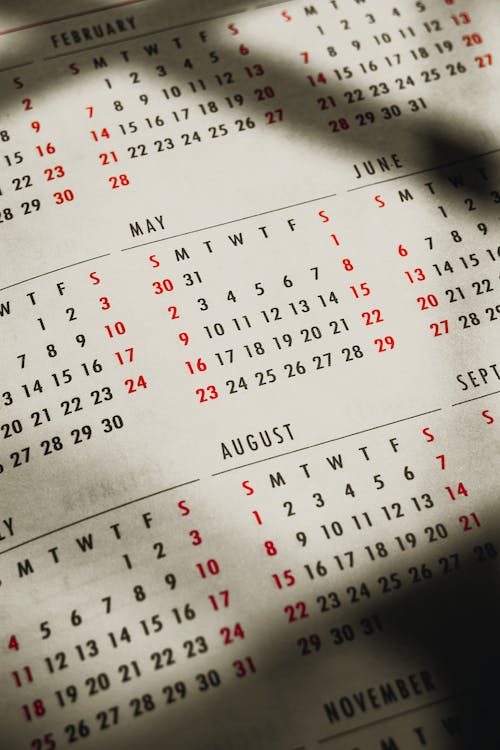 S
2
8 9
15 16
22 23
28 29 30
FEBRUARY
S M T W T F S
1 2 3 4 5 6
7 8 9 10 11 12 13
14 15 16 17 18 19 20
21 22 23 24 25 26 27
28
S M T W T
1 2 3 4 5 6
7 8 9 10 11 12 13
14 15 16 17 18 19 20
21 22 23 24 25 26 27
28 29 30 31
W T F S
1 2 3
7 8 9 10
13 14 15 16 17
20 21 22 23 24
27 28 29 30
MAY
S M T W T F S
30 31 1
2 3 4 5 6 7 8
9 10 11 12 13 14 15
16 17 18 19 20 21 22
23 24 25 26 27 28 29
JUNE
S M T W T
1 2 3
6 7 8 9
13 14 15 16
20 21 22
27 28 29
LY
M T W T F S
1 2 3
4 5 6 7 8 9 10
11 12 13 14 15 16 17
18 19 20 21 22 23 24
25 26 27 28 29 30 31
AUGUST
S M T W T F S
1 2 3 4 5 6 7
8 9 10 11 12 13 14
15 16 17 18 19 20 21
22 23 24 25 26 27 28
29 30 31
SEPT
S
NOVEMBER
M T